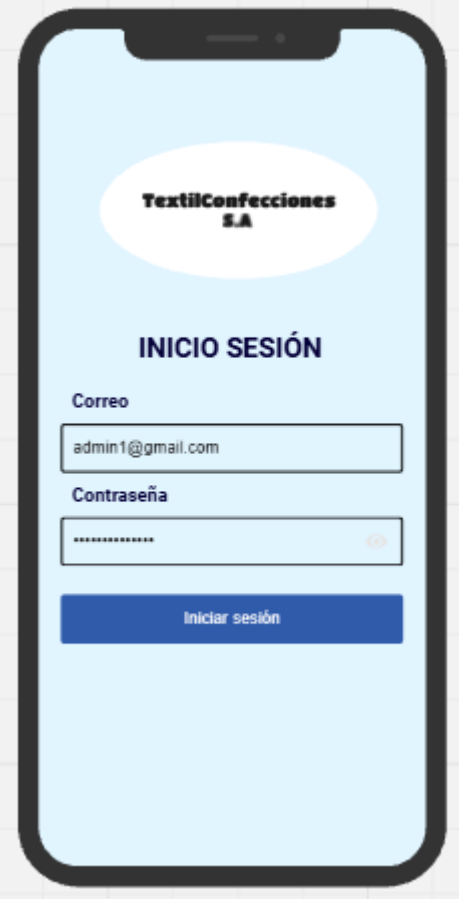 TextilConfecciones
S.A
INICIO SESIÓN
Correo
admin1@gmail.com
Contraseña
••••••••••••••
Iniciar sesión